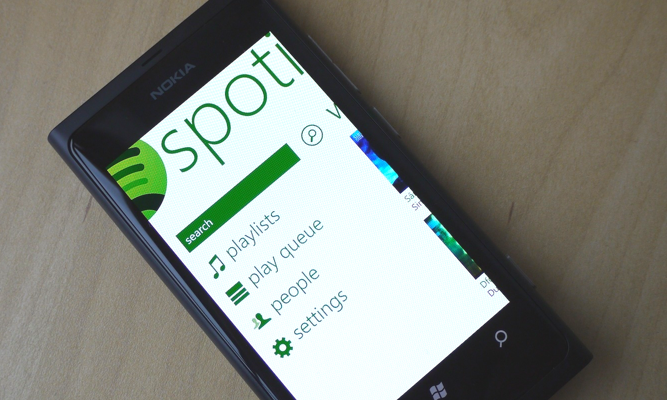 NOKIA
spoti
search
playlists
play queue
people
settings